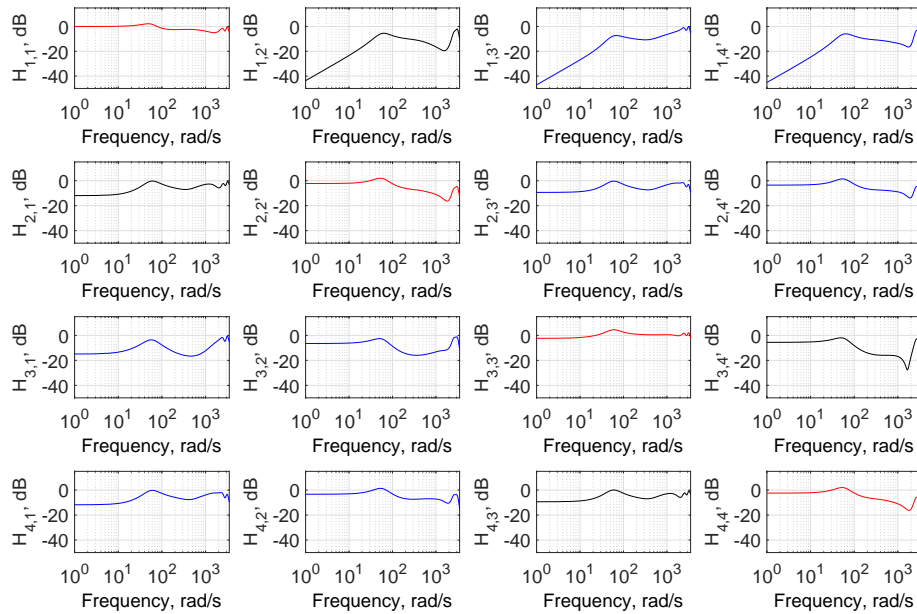 H1,1, dB
0
-20
-40
10^0 10^1 10^2 10^3
Frequency, rad/s
H1,2, dB
0
-20
-40
10^0 10^1 10^2 10^3
Frequency, rad/s
H1,3, dB
0
-20
-40
10^0 10^1 10^2 10^3
Frequency, rad/s
H1,4, dB
0
-20
-40
10^0 10^1 10^2 10^3
Frequency, rad/s
H2,1, dB
0
-20
-40
10^0 10^1 10^2 10^3
Frequency, rad/s
H2,2, dB
0
-20
-40
10^0 10^1 10^2 10^3
Frequency, rad/s
H2,3, dB
0
-20
-40
10^0 10^1 10^2 10^3
Frequency, rad/s
H2,4, dB
0
-20
-40
10^0 10^1 10^2 10^3
Frequency, rad/s
H3,1, dB
0
-20
-40
10^0 10^1 10^2 10^3
Frequency, rad/s
H3,2, dB
0
-20
-40
10^0 10^1 10^2 10^3
Frequency, rad/s
H3,3, dB
0
-20
-40
10^0 10^1 10^2 10^3
Frequency, rad/s
H3,4, dB
0
-20
-40
10^0 10^1 10^2 10^3
Frequency, rad/s
H4,1, dB
0
-20
-40
10^0 10^1 10^2 10^3
Frequency, rad/s
H4,2, dB
0
-20
-40
10^0 10^1 10^2 10^3
Frequency, rad/s
H4,3, dB
0
-20
-40
10^0 10^1 10^2 10^3
Frequency, rad/s
H4,4, dB
0
-20
-40
10^0 10^1 10^2 10^3
Frequency, rad/s